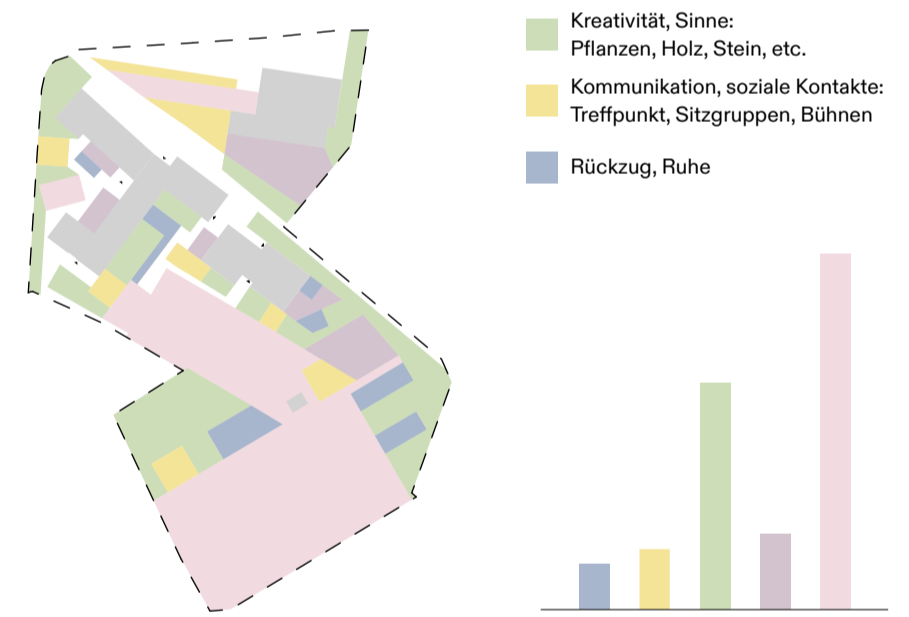 Kreativität, Sinne:
Pflanzen, Holz, Stein, etc.
Kommunikation, soziale Kontakte:
Treffpunkt, Sitzgruppen, Bühnen
Rückzug, Ruhe